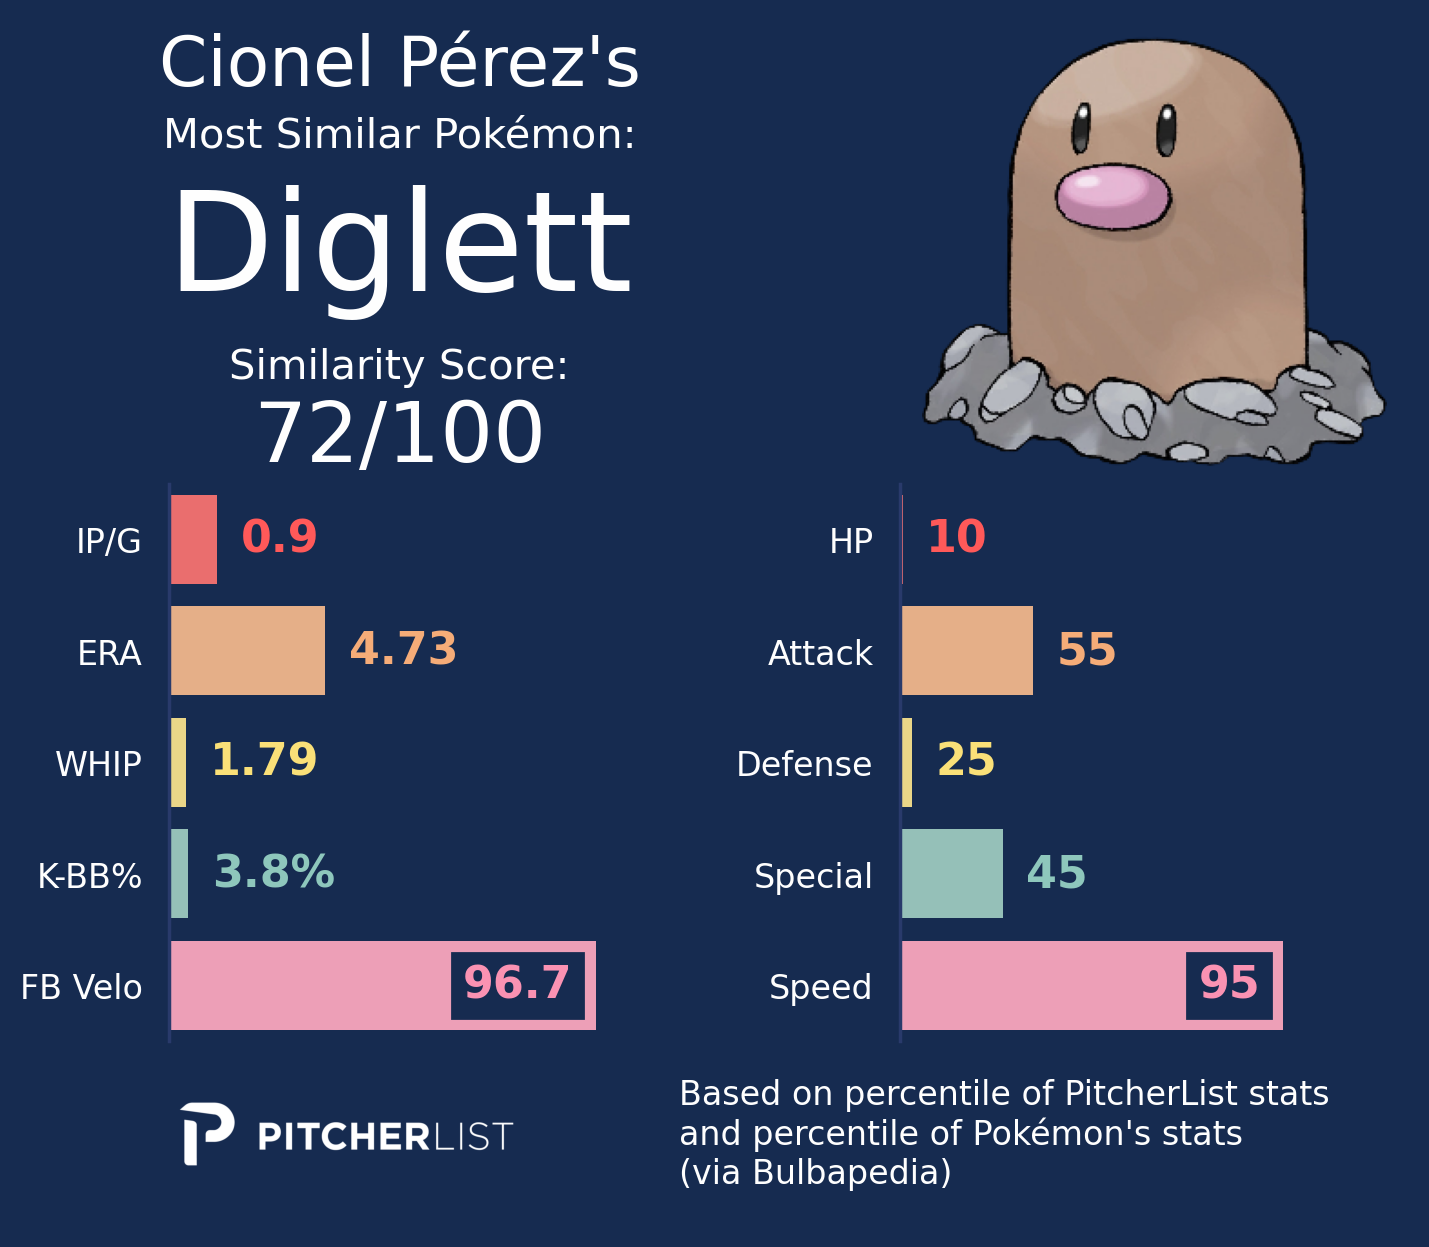 Cionel Pérez's
Most Similar Pokémon:
Diglett
Similarity Score:
72/100
IP/G 0.9
ERA 4.73
WHIP 1.79
K-BB% 3.8%
FB Velo 96.7
HP 10
Attack 55
Defense 25
Special 45
Speed 95
PITCHERLIST
Based on percentile of PitcherList stats
and percentile of Pokémon's stats
(via Bulbapedia)